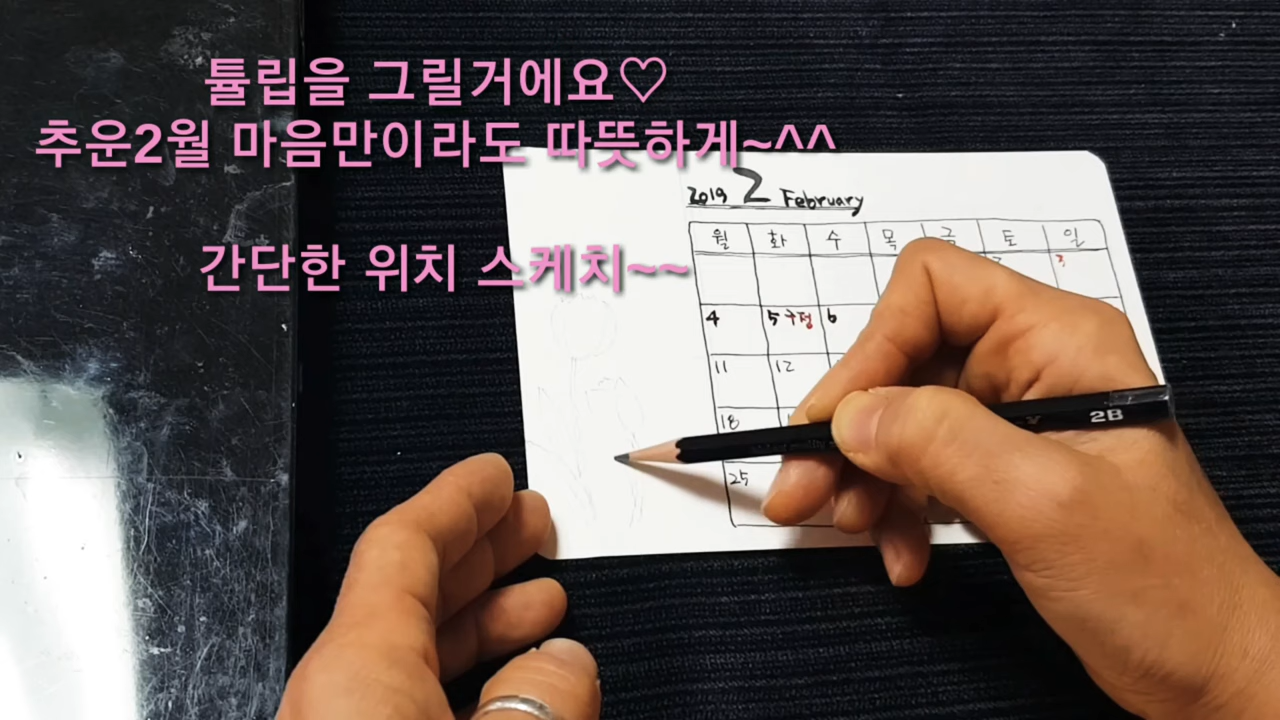 튤립을 그릴거에요♡
추운2월 마음만이라도 따뜻하게~^^
간단한 위치 스케치~~
2019 2 February
월 화 수 목 금 토 일
3
4 5 구정 6
11 12
18
25
2B